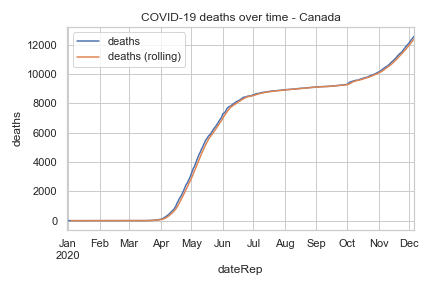 COVID-19 deaths over time - Canada
deaths
deaths (rolling)
12000
10000
8000
6000
4000
2000
0
deaths
Jan Feb Mar Apr May Jun Jul Aug Sep Oct Nov Dec
2020
dateRep